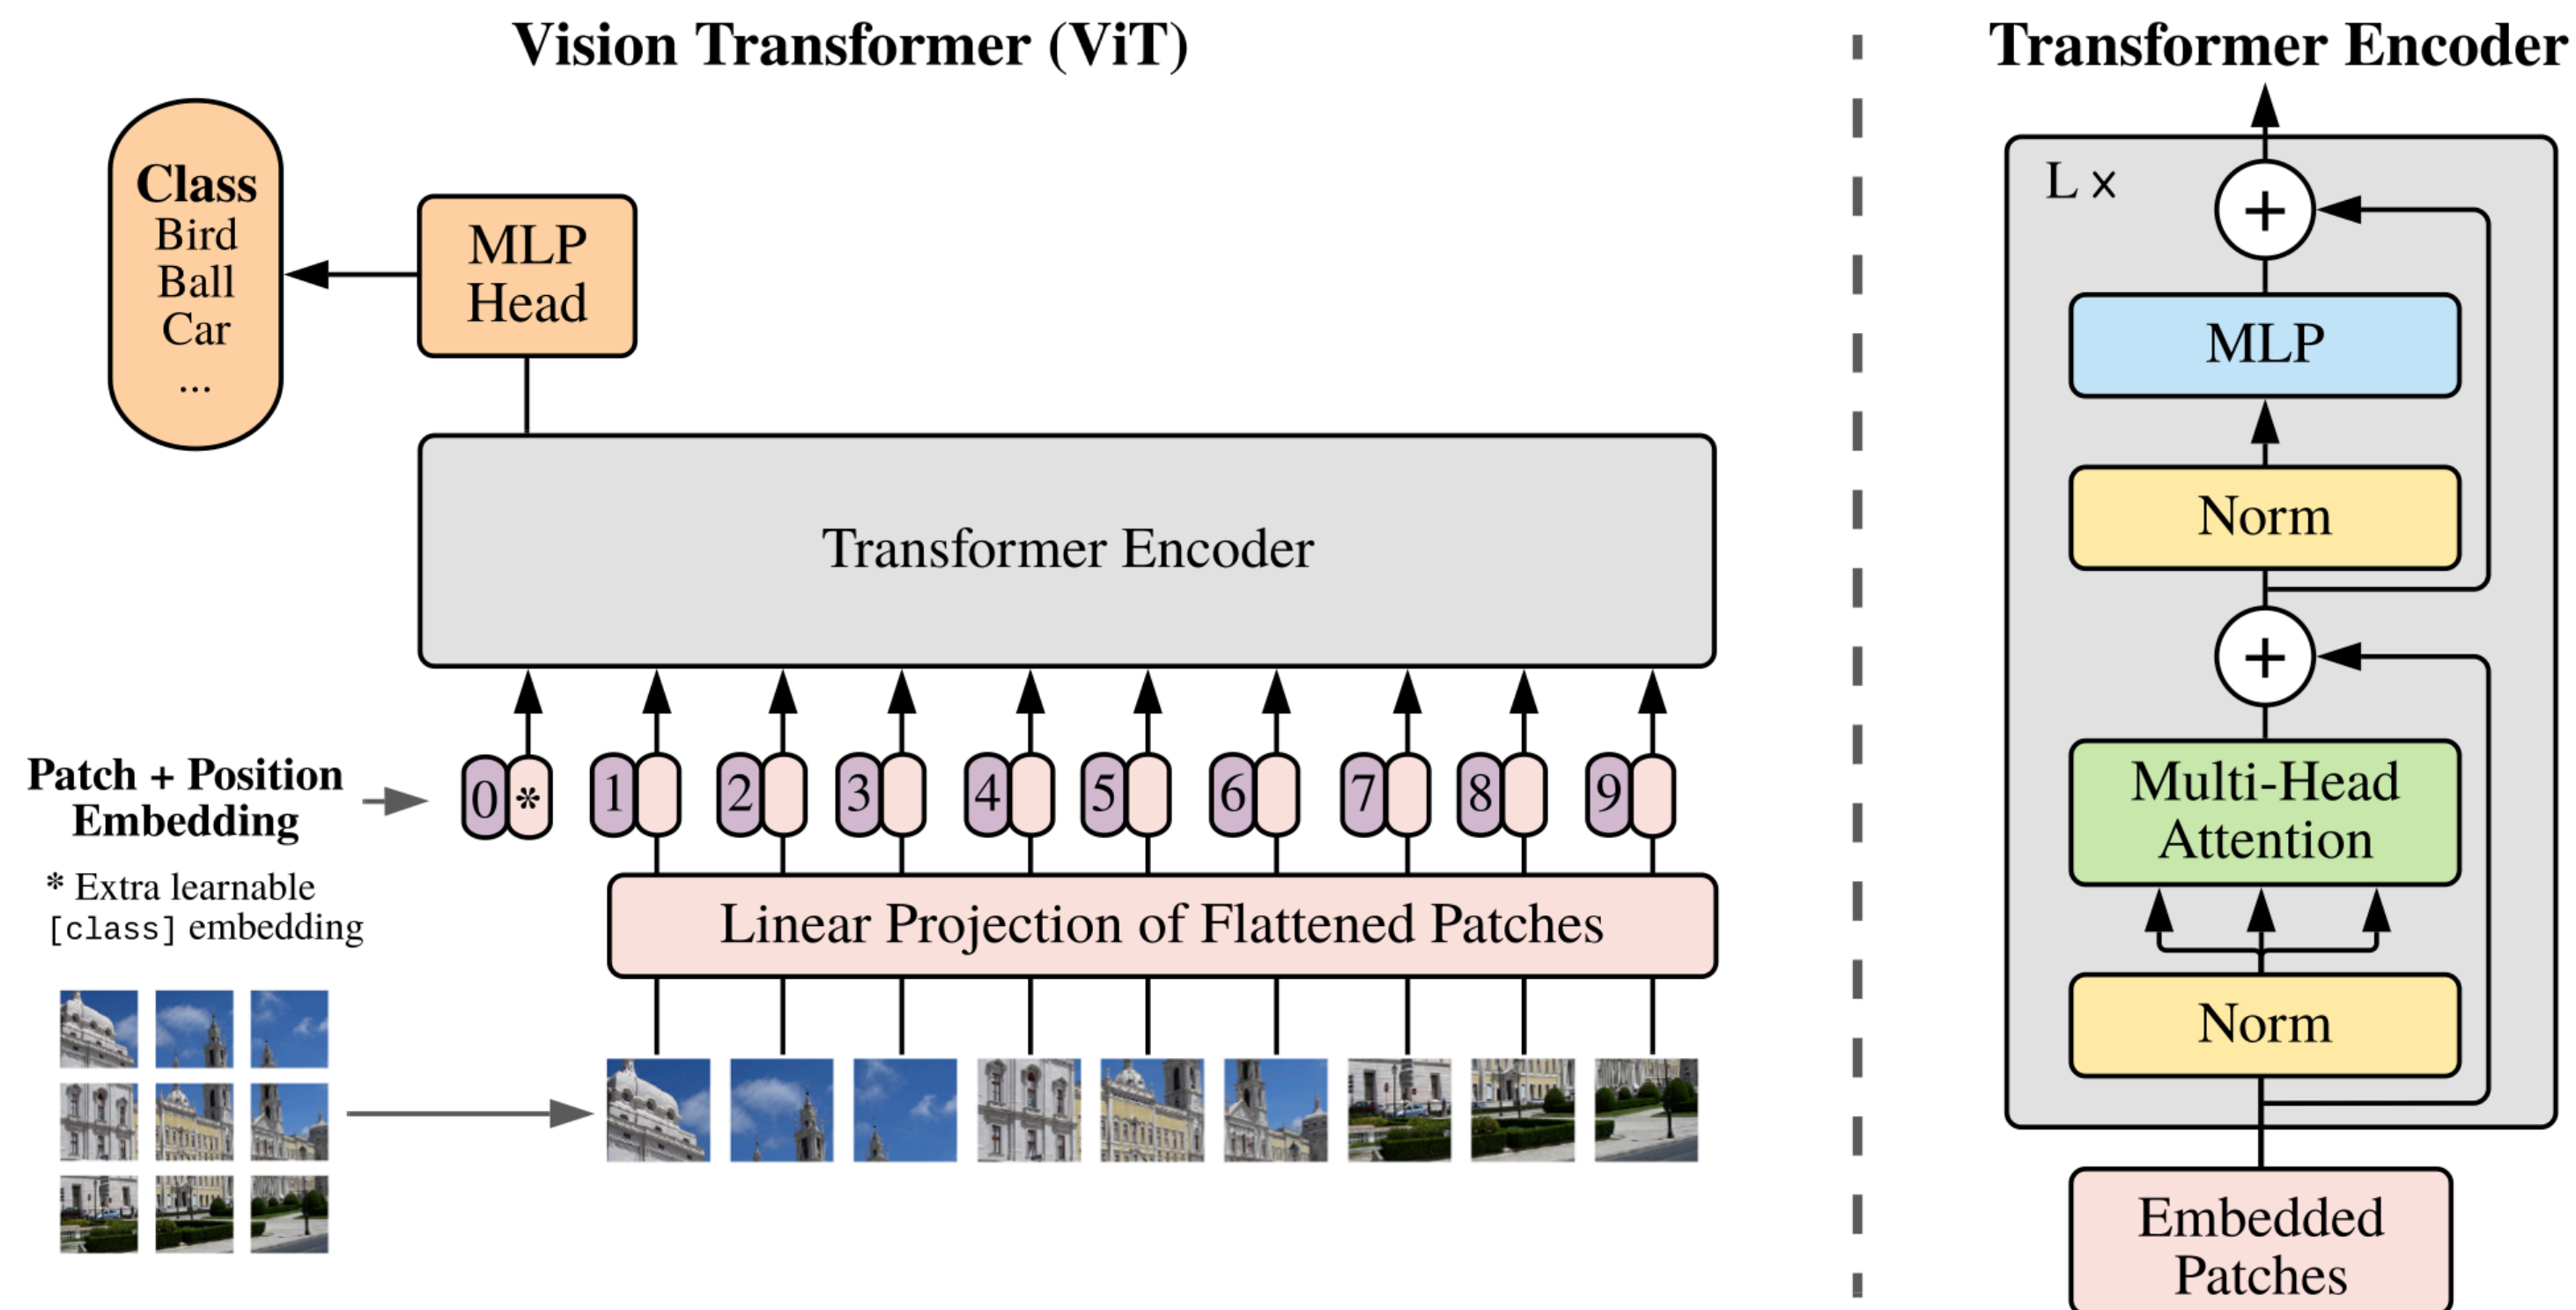 Vision Transformer (ViT)
Class
Bird
Ball
Car
...
MLP
Head
Transformer Encoder
Patch + Position
Embedding
0 * 1 2 3 4 5 6 7 8 9
* Extra learnable
[class] embedding
Linear Projection of Flattened Patches
Transformer Encoder
L ×
+
MLP
Norm
+
Multi-Head
Attention
Norm
Embedded
Patches